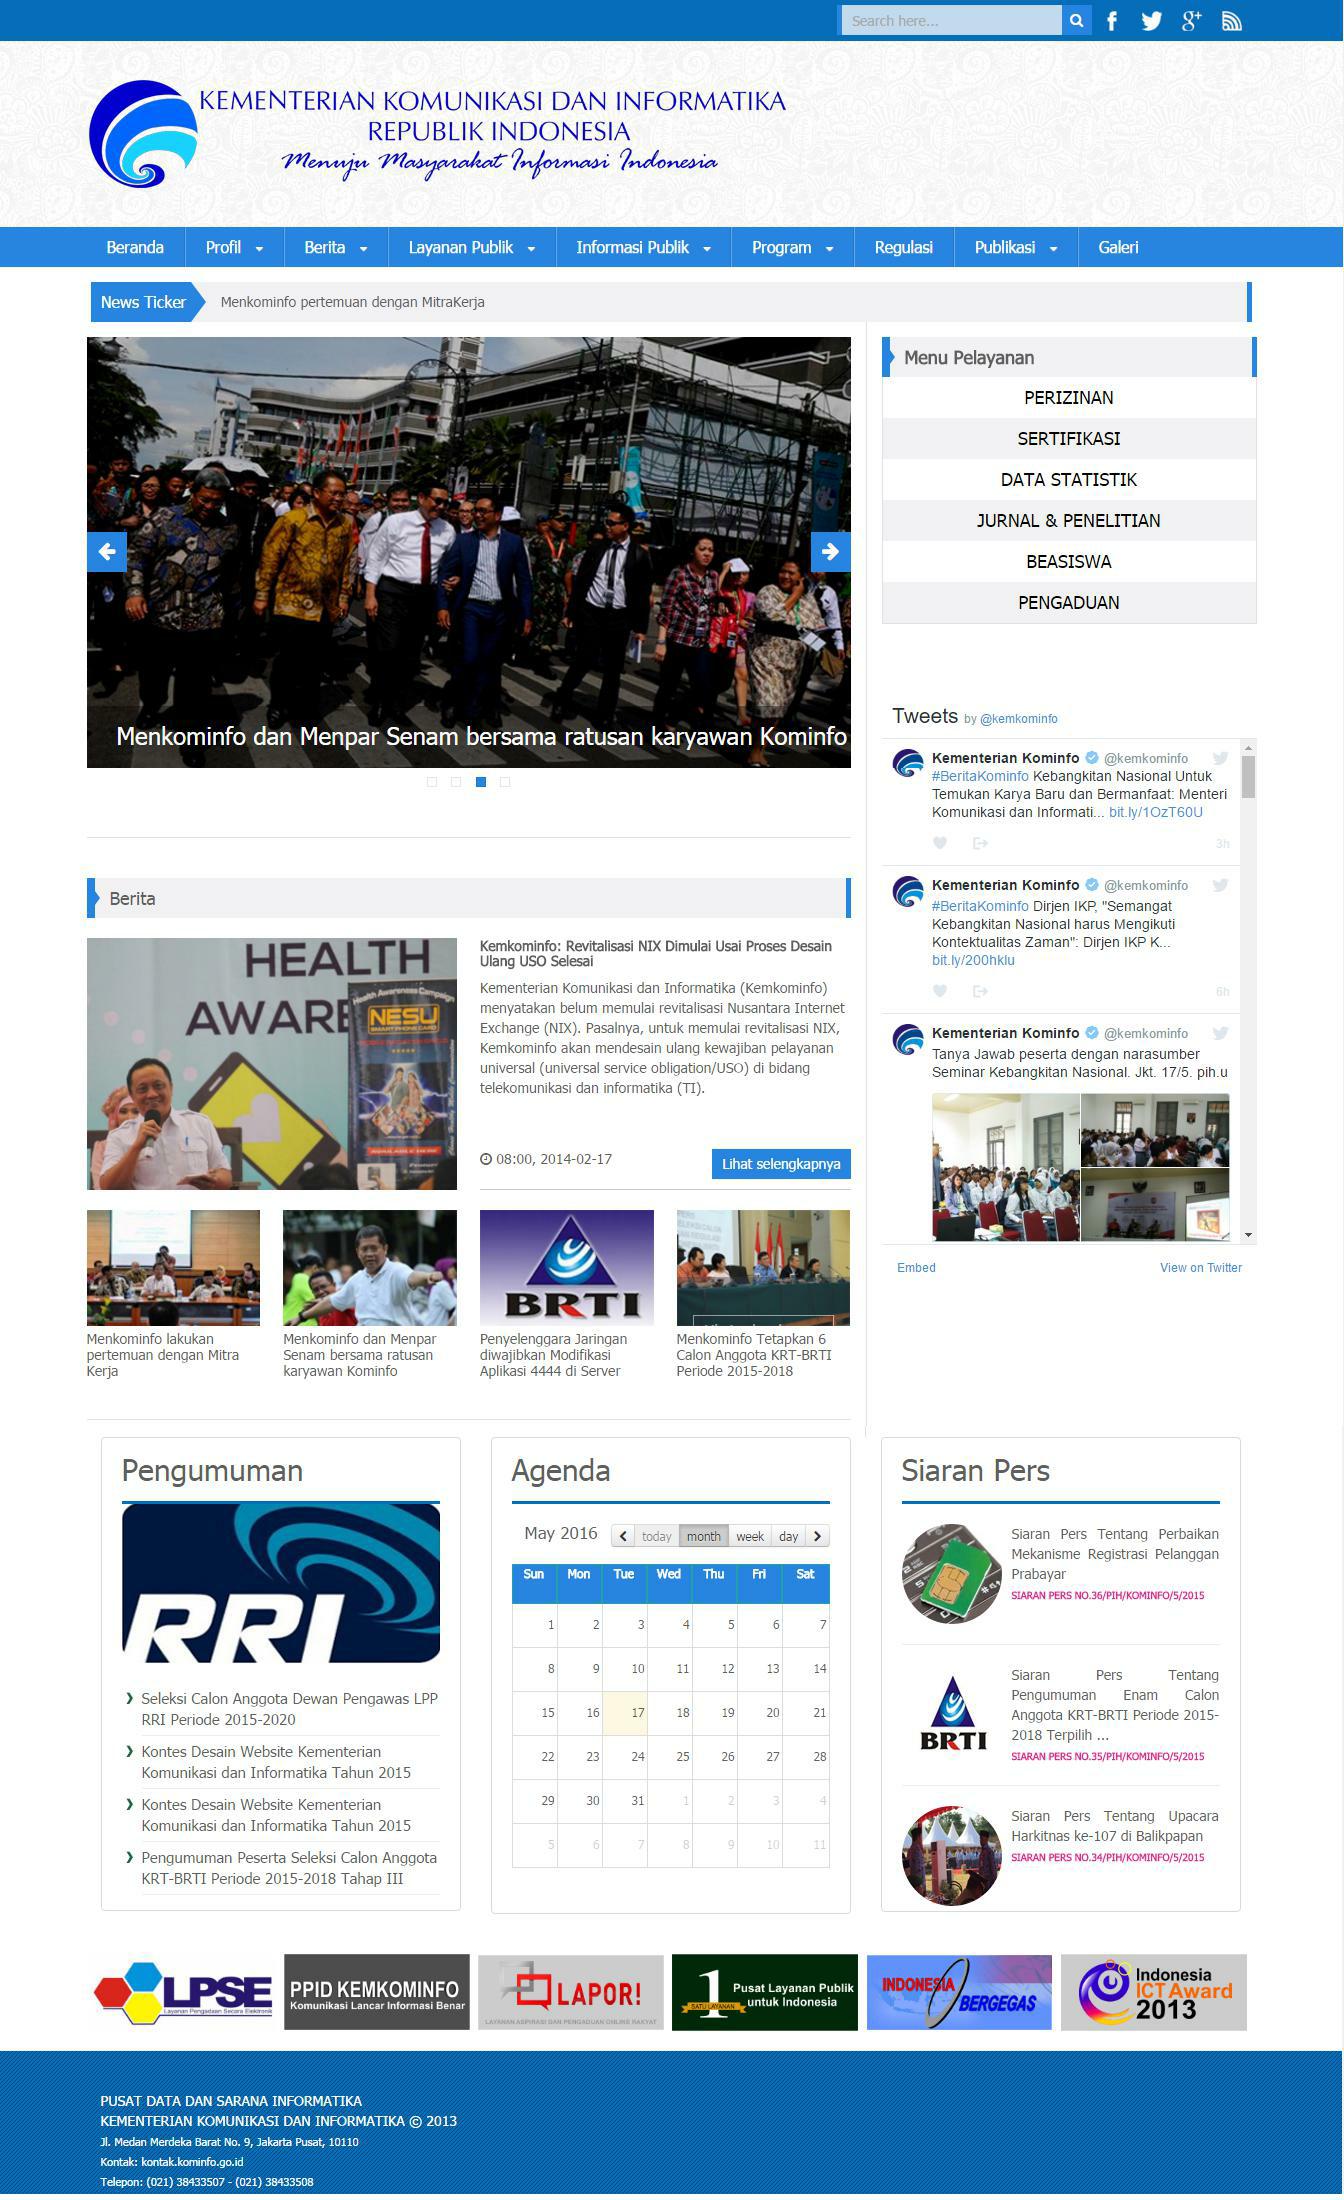 Search here...
KEMENTERIAN KOMUNIKASI DAN INFORMATIKA
REPUBLIK INDONESIA
Menuju Masyarakat Informasi Indonesia
Beranda Profil Berita Layanan Publik Informasi Publik Program Regulasi Publikasi Galeri
News Ticker Menkominfo pertemuan dengan MitraKerja
Menkominfo dan Menpar Senam bersama ratusan karyawan Kominfo
Menu Pelayanan
PERIZINAN
SERTIFIKASI
DATA STATISTIK
JURNAL & PENELITIAN
BEASISWA
PENGADUAN
Tweets by @kemkominfo
Kementerian Kominfo @kemkominfo
#BeritaKominfo Kebangkitan Nasional Untuk
Temukan Karya Baru dan Bermanfaat: Menteri
Komunikasi dan Informati... bit.ly/1OzT60U
3h
Kementerian Kominfo @kemkominfo
#BeritaKominfo Dirjen IKP, "Semangat
Kebangkitan Nasional harus Mengikuti
Kontektualitas Zaman": Dirjen IKP K...
bit.ly/200hklu
6h
Kementerian Kominfo @kemkominfo
Tanya Jawab peserta dengan narasumber
Seminar Kebangkitan Nasional. Jkt. 17/5. pih.u
Embed View on Twitter
Berita
HEALTH
AWARE
Health Awareness Campaign
NESU
SMART PHONE CARD
Kemkominfo: Revitalisasi NIX Dimulai Usai Proses Desain
Ulang USO Selesai
Kementerian Komunikasi dan Informatika (Kemkominfo)
menyatakan belum memulai revitalisasi Nusantara Internet
Exchange (NIX). Pasalnya, untuk memulai revitalisasi NIX,
Kemkominfo akan mendesain ulang kewajiban pelayanan
universal (universal service obligation/USO) di bidang
telekomunikasi dan informatika (TI).
08:00, 2014-02-17
Lihat selengkapnya
Menkominfo lakukan
pertemuan dengan Mitra
Kerja
Menkominfo dan Menpar
Senam bersama ratusan
karyawan Kominfo
BRTI
Penyelenggara Jaringan
diwajibkan Modifikasi
Aplikasi 4444 di Server
Menkominfo Tetapkan 6
Calon Anggota KRT-BRTI
Periode 2015-2018
Pengumuman
RRI
Seleksi Calon Anggota Dewan Pengawas LPP
RRI Periode 2015-2020
Kontes Desain Website Kementerian
Komunikasi dan Informatika Tahun 2015
Kontes Desain Website Kementerian
Komunikasi dan Informatika Tahun 2015
Pengumuman Peserta Seleksi Calon Anggota
KRT-BRTI Periode 2015-2018 Tahap III
Agenda
May 2016 today month week day
Sun Mon Tue Wed Thu Fri Sat
1 2 3 4 5 6 7
8 9 10 11 12 13 14
15 16 17 18 19 20 21
22 23 24 25 26 27 28
29 30 31 1 2 3 4
5 6 7 8 9 10 11
Siaran Pers
Siaran Pers Tentang Perbaikan
Mekanisme Registrasi Pelanggan
Prabayar
SIARAN PERS NO.36/PIH/KOMINFO/5/2015
BRTI
Siaran Pers Tentang
Pengumuman Enam Calon
Anggota KRT-BRTI Periode 2015-
2018 Terpilih ...
SIARAN PERS NO.35/PIH/KOMINFO/5/2015
Siaran Pers Tentang Upacara
Harkitnas ke-107 di Balikpapan
SIARAN PERS NO.34/PIH/KOMINFO/5/2015
LPSE
Layanan Pengadaan Secara Elektronik
PPID KEMKOMINFO
Komunikasi Lancar Informasi Benar
LAPOR!
LAYANAN ASPIRASI DAN PENGADUAN ONLINE RAKYAT
1
SATU LAYANAN
Pusat Layanan Publik
untuk Indonesia
INDONESIA
BERGEGAS
Indonesia
ICT Award
2013
PUSAT DATA DAN SARANA INFORMATIKA
KEMENTERIAN KOMUNIKASI DAN INFORMATIKA © 2013
Jl. Medan Merdeka Barat No. 9, Jakarta Pusat, 10110
Kontak: kontak.kominfo.go.id
Telepon: (021) 38433507 - (021) 38433508